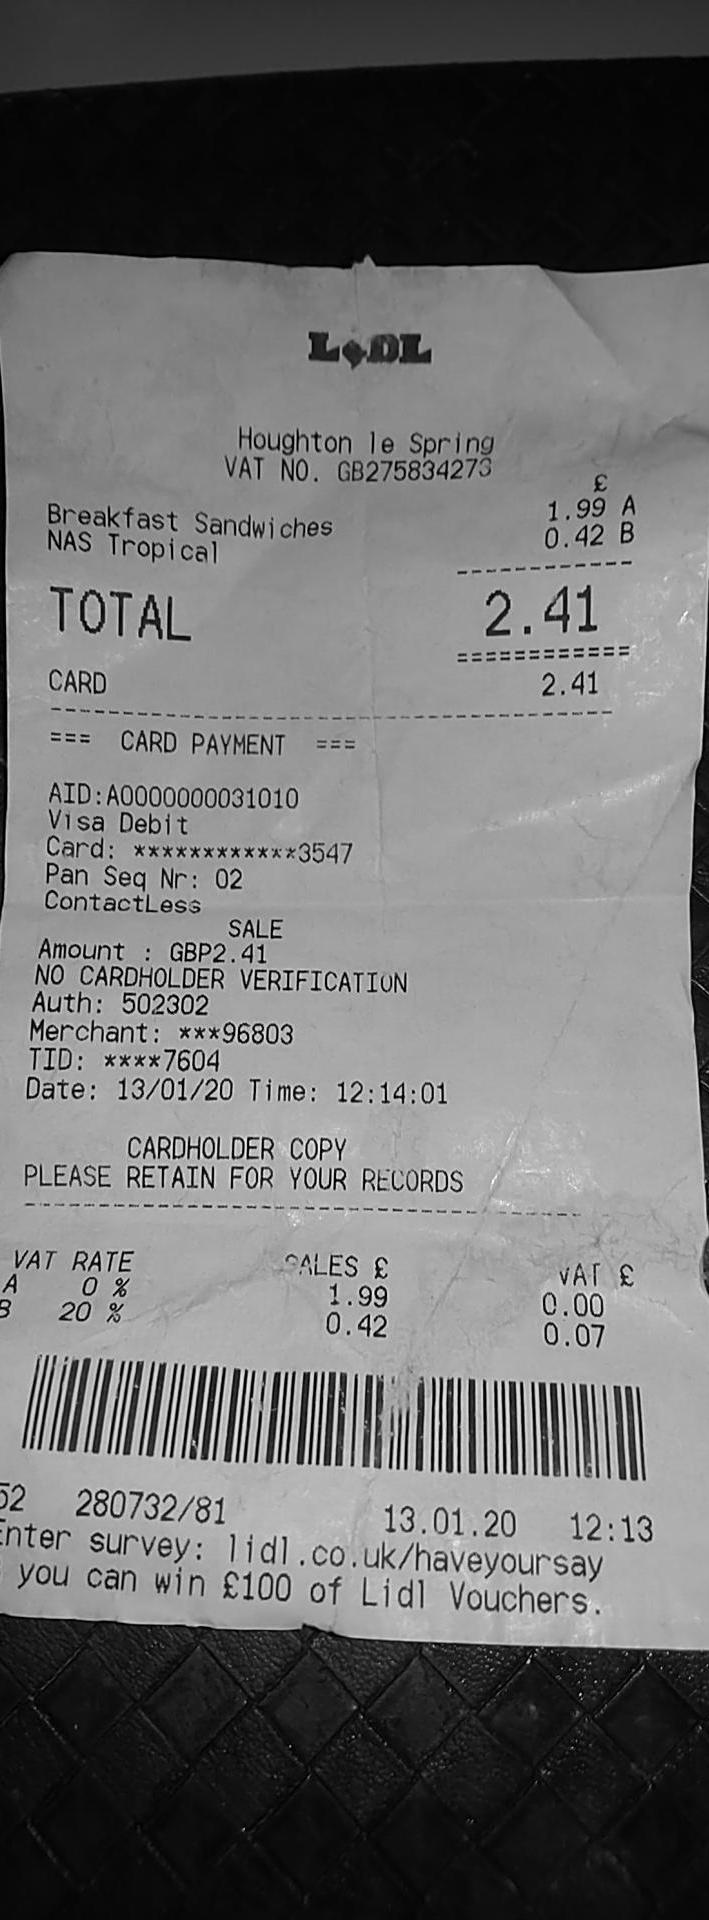 LIDL
Houghton le Spring
VAT NO. GB275834273
£
Breakfast Sandwiches 1.99 A
NAS Tropical 0.42 B
------------
TOTAL 2.41
============
CARD 2.41
----------------------------------------
=== CARD PAYMENT ===
AID:A0000000031010
Visa Debit
Card: ************3547
Pan Seq Nr: 02
ContactLess
SALE
Amount : GBP2.41
NO CARDHOLDER VERIFICATION
Auth: 502302
Merchant: ***96803
TID: ****7604
Date: 13/01/20 Time: 12:14:01
CARDHOLDER COPY
PLEASE RETAIN FOR YOUR RECORDS
----------------------------------------
VAT RATE SALES £ VAT £
A 0 % 1.99 0.00
B 20 % 0.42 0.07
52 280732/81 13.01.20 12:13
Enter survey: lidl.co.uk/haveyoursay
you can win £100 of Lidl Vouchers.